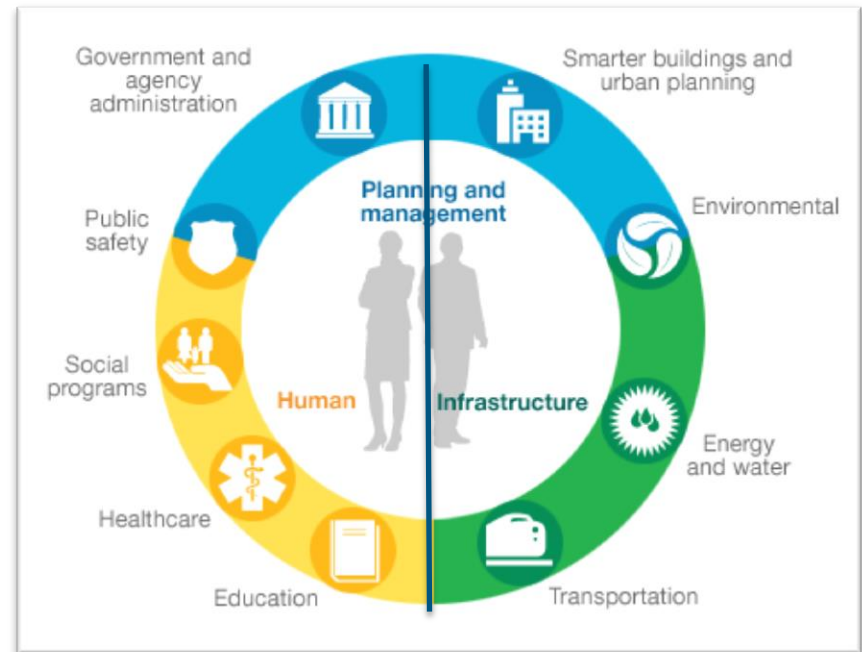 Government and
agency
administration
Smarter buildings and
urban planning
Planning and
management
Public
safety
Environmental
Social
programs
Human
Infrastructure
Energy
and water
Healthcare
Education
Transportation